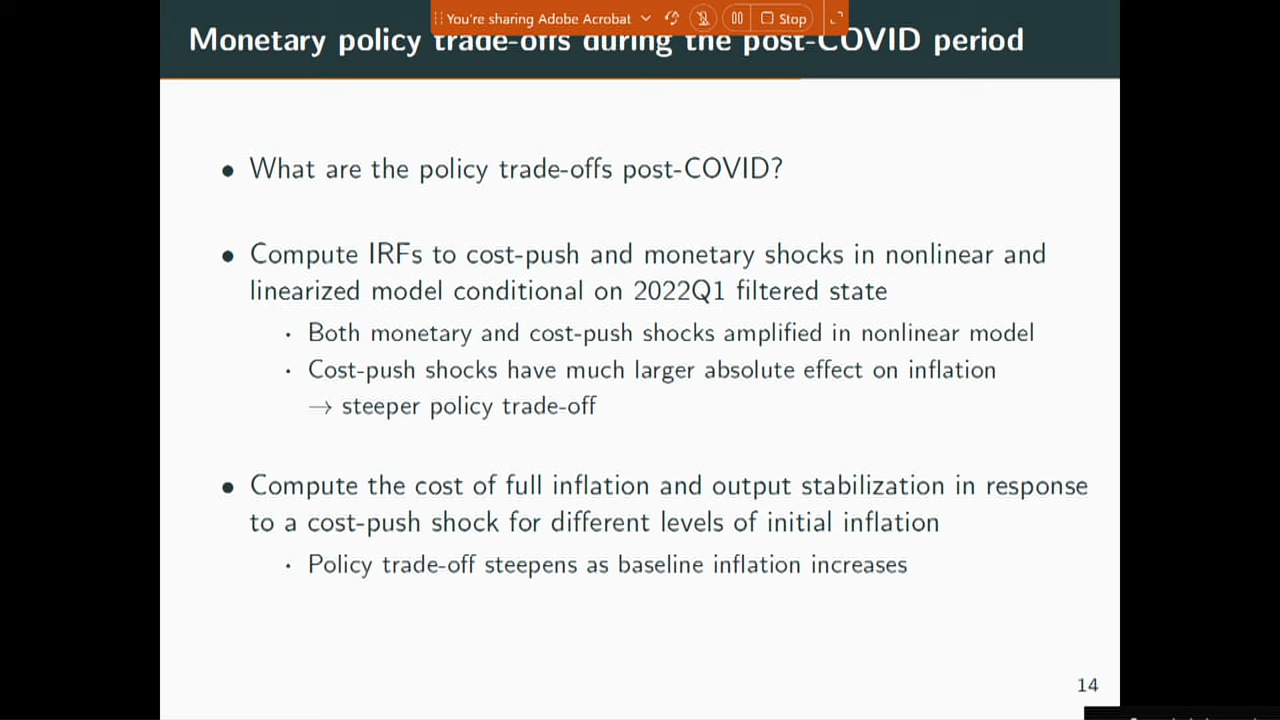 You're sharing Adobe Acrobat
Stop
Monetary policy trade-offs during the post-COVID period
• What are the policy trade-offs post-COVID?
• Compute IRFs to cost-push and monetary shocks in nonlinear and
linearized model conditional on 2022Q1 filtered state
· Both monetary and cost-push shocks amplified in nonlinear model
· Cost-push shocks have much larger absolute effect on inflation
→ steeper policy trade-off
• Compute the cost of full inflation and output stabilization in response
to a cost-push shock for different levels of initial inflation
· Policy trade-off steepens as baseline inflation increases
14